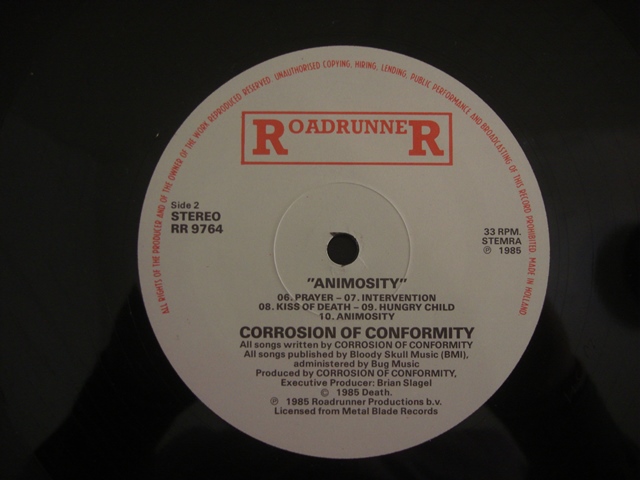 ALL RIGHTS OF THE PRODUCER AND OF THE OWNER OF THE WORK REPRODUCED RESERVED. UNAUTHORISED COPYING, HIRING, LENDING, PUBLIC PERFORMANCE AND BROADCASTING OF THIS RECORD PROHIBITED. MADE IN HOLLAND
ROADRUNNER
Side 2
STEREO
RR 9764
33 RPM.
STEMRA
℗ 1985
"ANIMOSITY"
06. PRAYER – 07. INTERVENTION
08. KISS OF DEATH – 09. HUNGRY CHILD
10. ANIMOSITY
CORROSION OF CONFORMITY
All songs written by CORROSION OF CONFORMITY
All songs published by Bloody Skull Music (BMI),
administered by Bug Music
Produced by CORROSION OF CONFORMITY,
Executive Producer: Brian Slagel
© 1985 Death.
℗ 1985 Roadrunner Productions b.v.
Licensed from Metal Blade Records